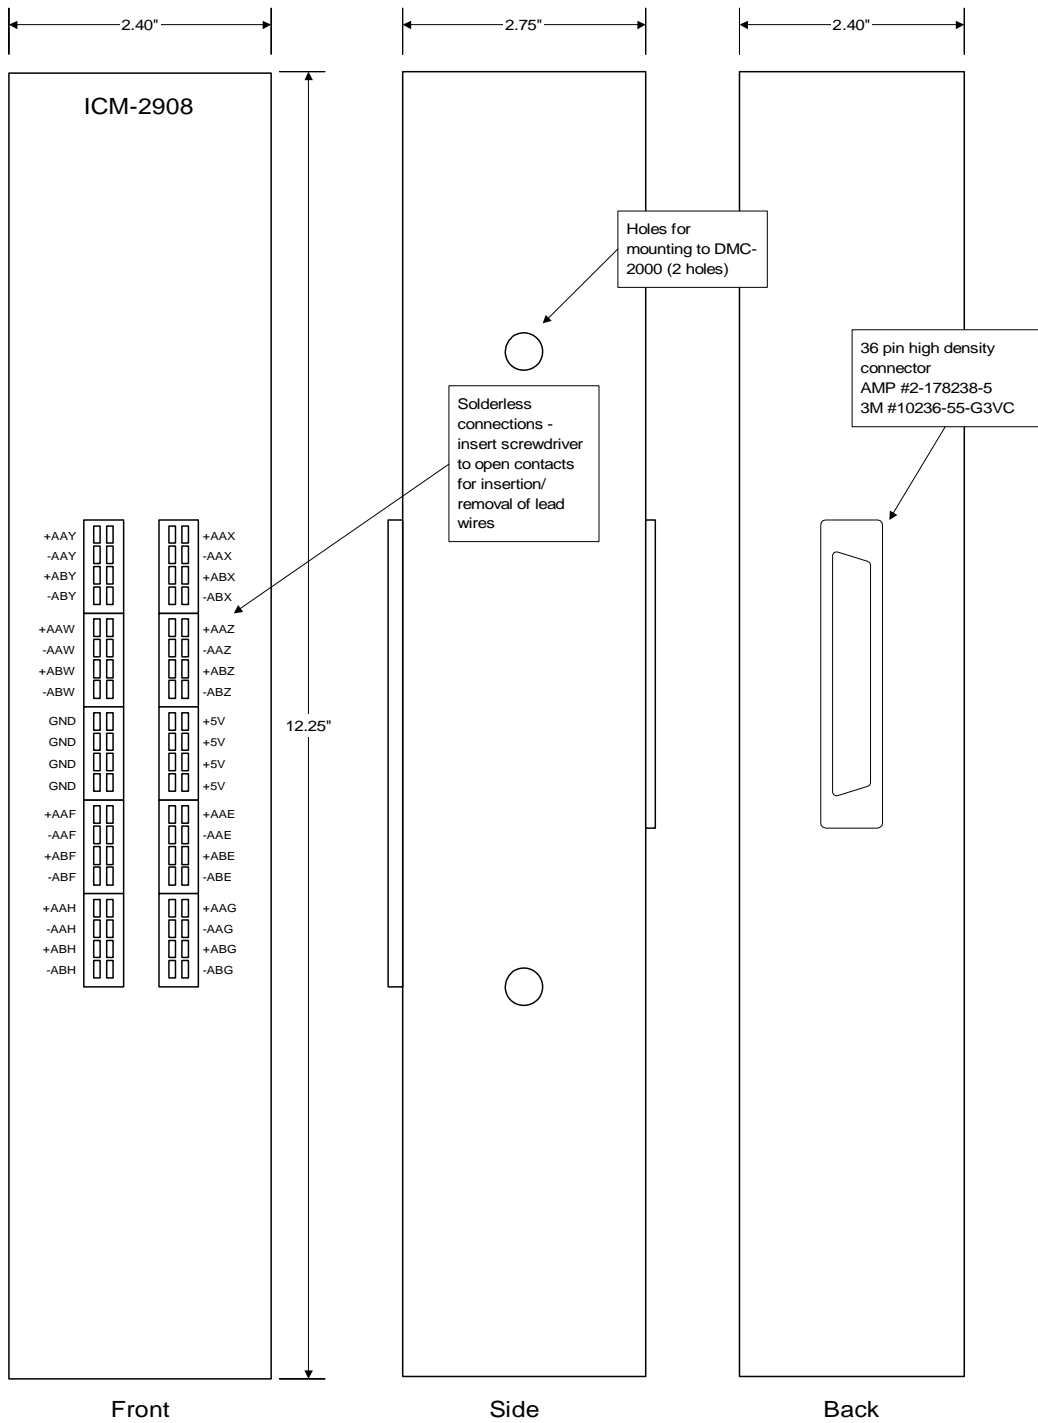 2.40"
2.75"
2.40"
ICM-2908
Holes for
mounting to DMC-
2000 (2 holes)
36 pin high density
connector
AMP #2-178238-5
3M #10236-55-G3VC
Solderless
connections -
insert screwdriver
to open contacts
for insertion/
removal of lead
wires
+AAY
-AAY
+ABY
-ABY
+AAX
-AAX
+ABX
-ABX
+AAW
-AAW
+ABW
-ABW
+AAZ
-AAZ
+ABZ
-ABZ
GND
GND
GND
GND
+5V
+5V
+5V
+5V
12.25"
+AAF
-AAF
+ABF
-ABF
+AAE
-AAE
+ABE
-ABE
+AAH
-AAH
+ABH
-ABH
+AAG
-AAG
+ABG
-ABG
Front
Side
Back